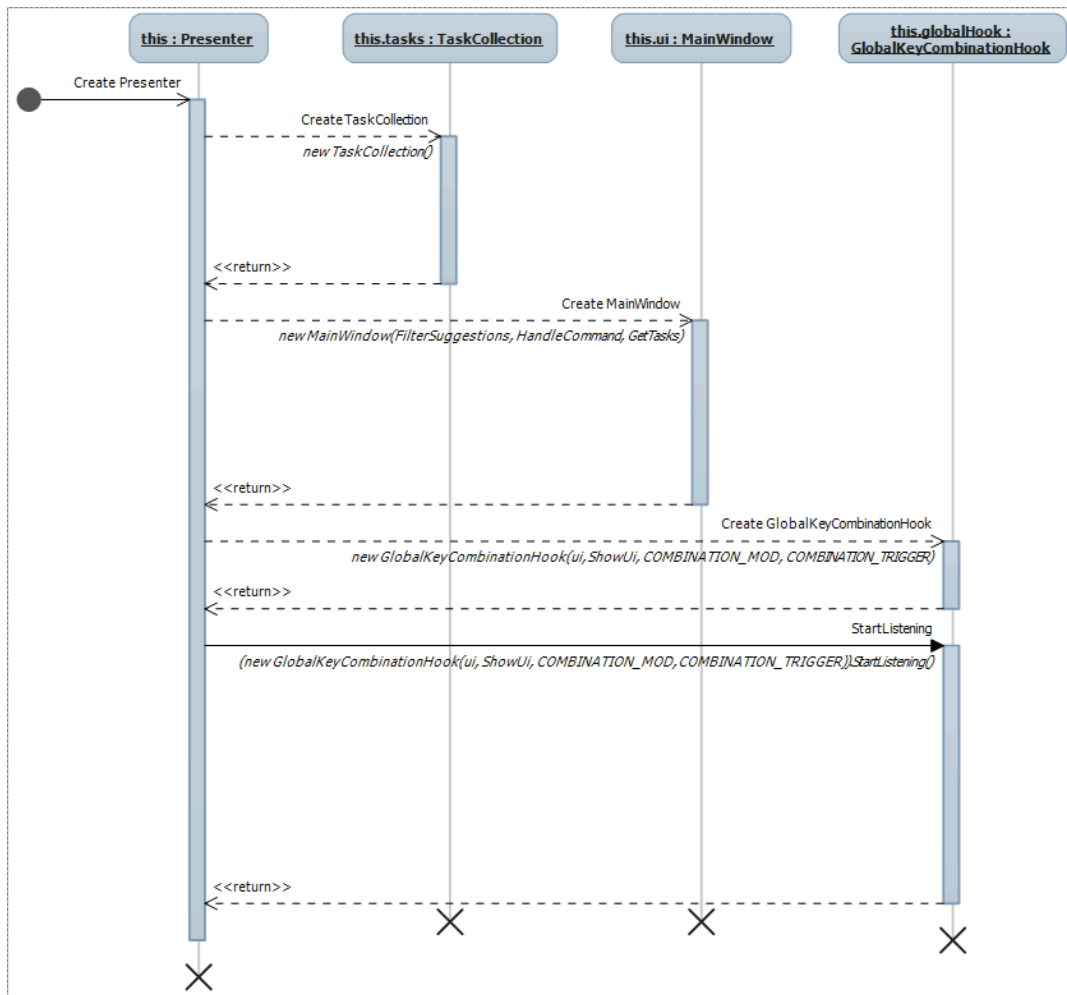 this : Presenter
this.tasks : TaskCollection
this.ui : MainWindow
this.globalHook :
GlobalKeyCombinationHook
Create Presenter
Create TaskCollection
new TaskCollection()
<<return>>
Create MainWindow
new MainWindow(FilterSuggestions, HandleCommand, GetTasks)
<<return>>
Create GlobalKeyCombinationHook
new GlobalKeyCombinationHook(ui, ShowUi, COMBINATION_MOD, COMBINATION_TRIGGER)
<<return>>
StartListening
(new GlobalKeyCombinationHook(ui, ShowUi, COMBINATION_MOD, COMBINATION_TRIGGER)).StartListening()
<<return>>